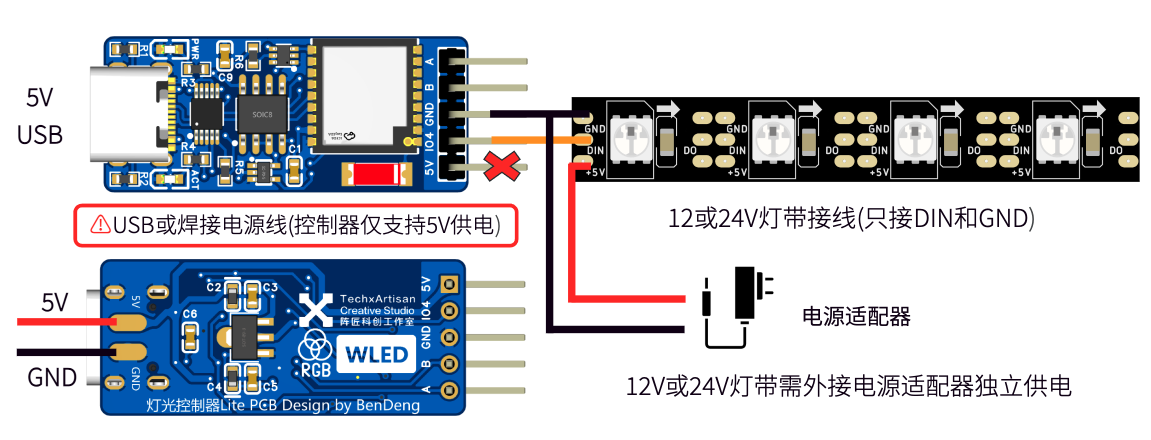 5V
USB
R1
PWR
R3
C9
R6
SOIC8
R4
R2
ACT
R5
C1
A
B
GND
IO4
5V
GND
DIN
+5V
DO
GND
DIN
+5V
DO
GND
DIN
+5V
DO
GND
DIN
+5V
DO
USB或焊接电源线(控制器仅支持5V供电)
12或24V灯带接线(只接DIN和GND)
5V
GND
5V
GND
C2
C3
C6
C4
C5
TechxArtisan
Creative Studio
阵匠科创工作室
RGB
WLED
5V
IO4
GND
B
A
灯光控制器Lite PCB Design by BenDeng
电源适配器
12V或24V灯带需外接电源适配器独立供电